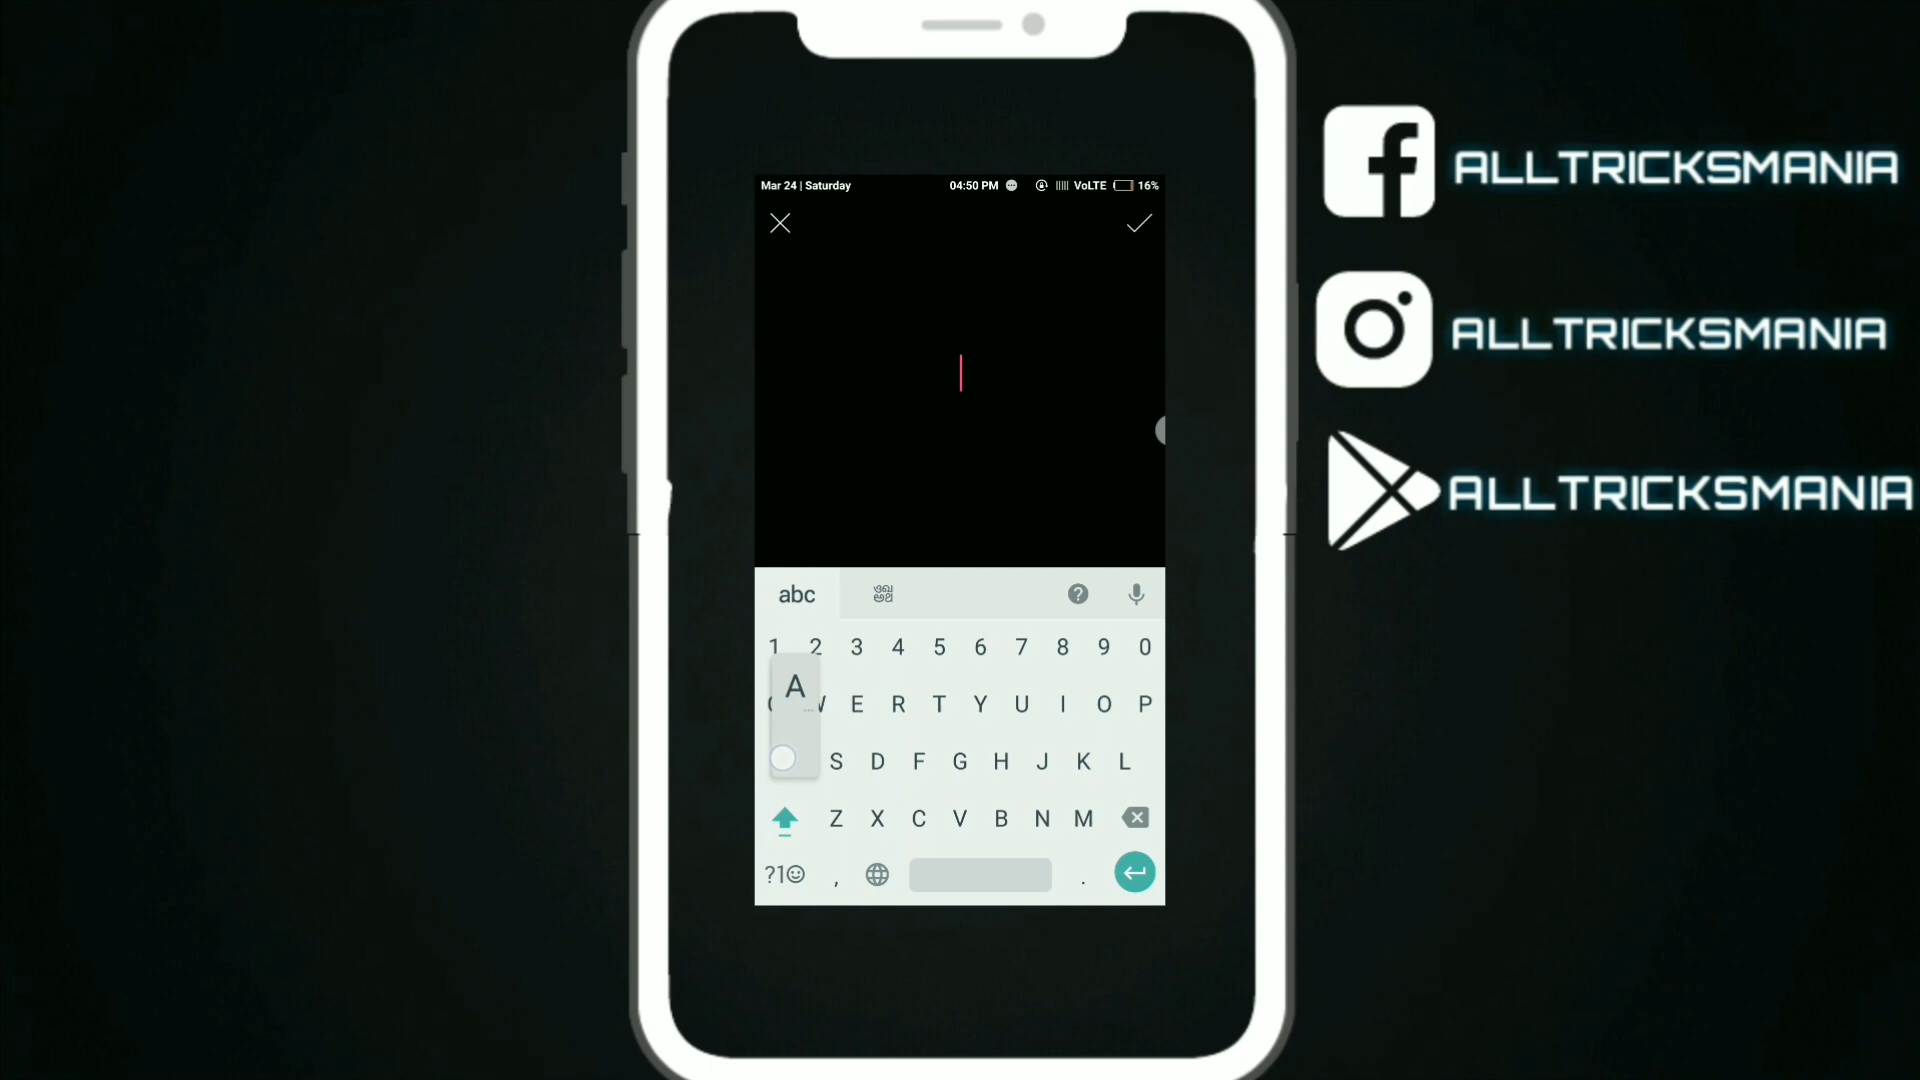 ALLTRICKSMANIA
ALLTRICKSMANIA
ALLTRICKSMANIA
Mar 24 | Saturday 04:50 PM VoLTE 16%
abc
1 2 3 4 5 6 7 8 9 0
A
W E R T Y U I O P
S D F G H J K L
Z X C V B N M
?1☺ , .